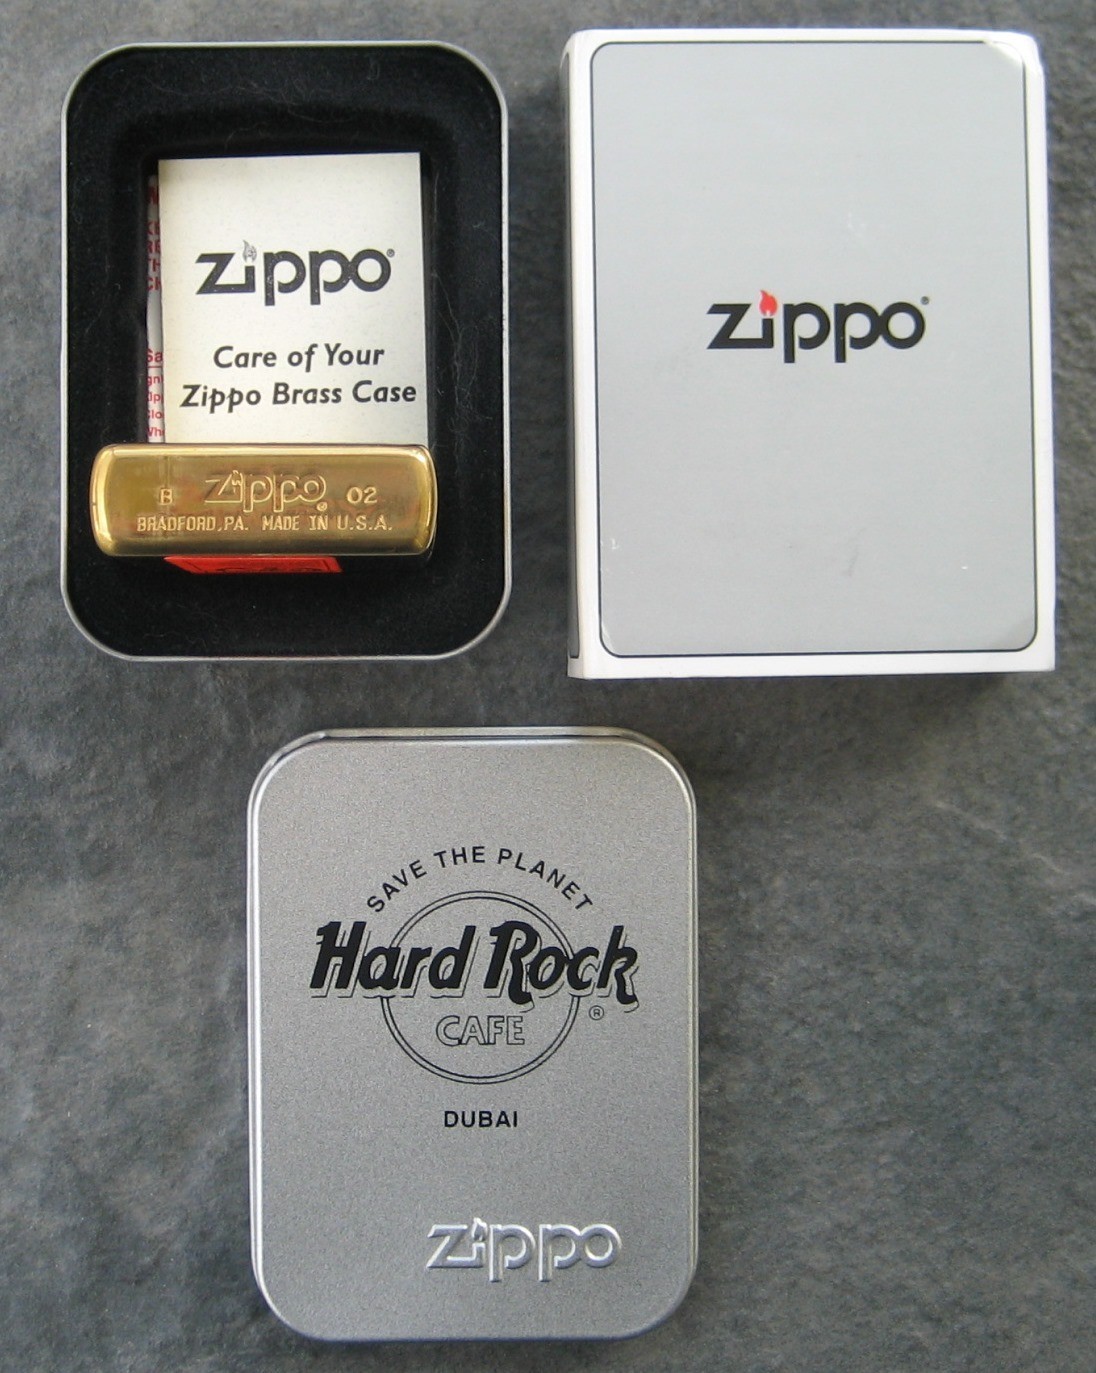 zippo®
Care of Your
Zippo Brass Case
Sa
B zippo® 02
BRADFORD, PA. MADE IN U.S.A.
zippo®
SAVE THE PLANET
Hard Rock
®
CAFE
DUBAI
zippo